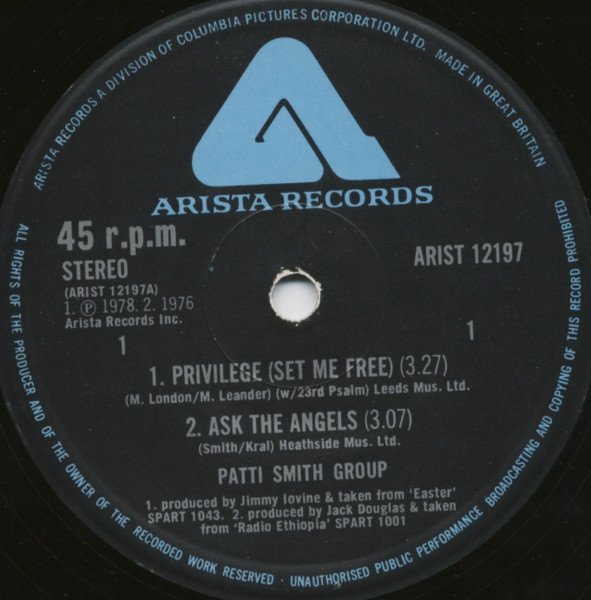 ARISTA RECORDS A DIVISION OF COLUMBIA PICTURES CORPORATION LTD. MADE IN GREAT BRITAIN
ARISTA RECORDS
45 r.p.m.
STEREO
(ARIST 12197A)
1. Ⓟ 1978. 2. 1976
Arista Records Inc.
ARIST 12197
1
1
1. PRIVILEGE (SET ME FREE) (3.27)
(M. London/M. Leander) (w/23rd Psalm) Leeds Mus. Ltd.
2. ASK THE ANGELS (3.07)
(Smith/Kral) Heathside Mus. Ltd.
PATTI SMITH GROUP
1. produced by Jimmy Iovine & taken from 'Easter'
SPART 1043. 2. produced by Jack Douglas & taken
from 'Radio Ethiopia' SPART 1001
ALL RIGHTS OF THE PRODUCER AND OF THE OWNER OF THE RECORDED WORK RESERVED · UNAUTHORISED PUBLIC PERFORMANCE BROADCASTING AND COPYING OF THIS RECORD PROHIBITED